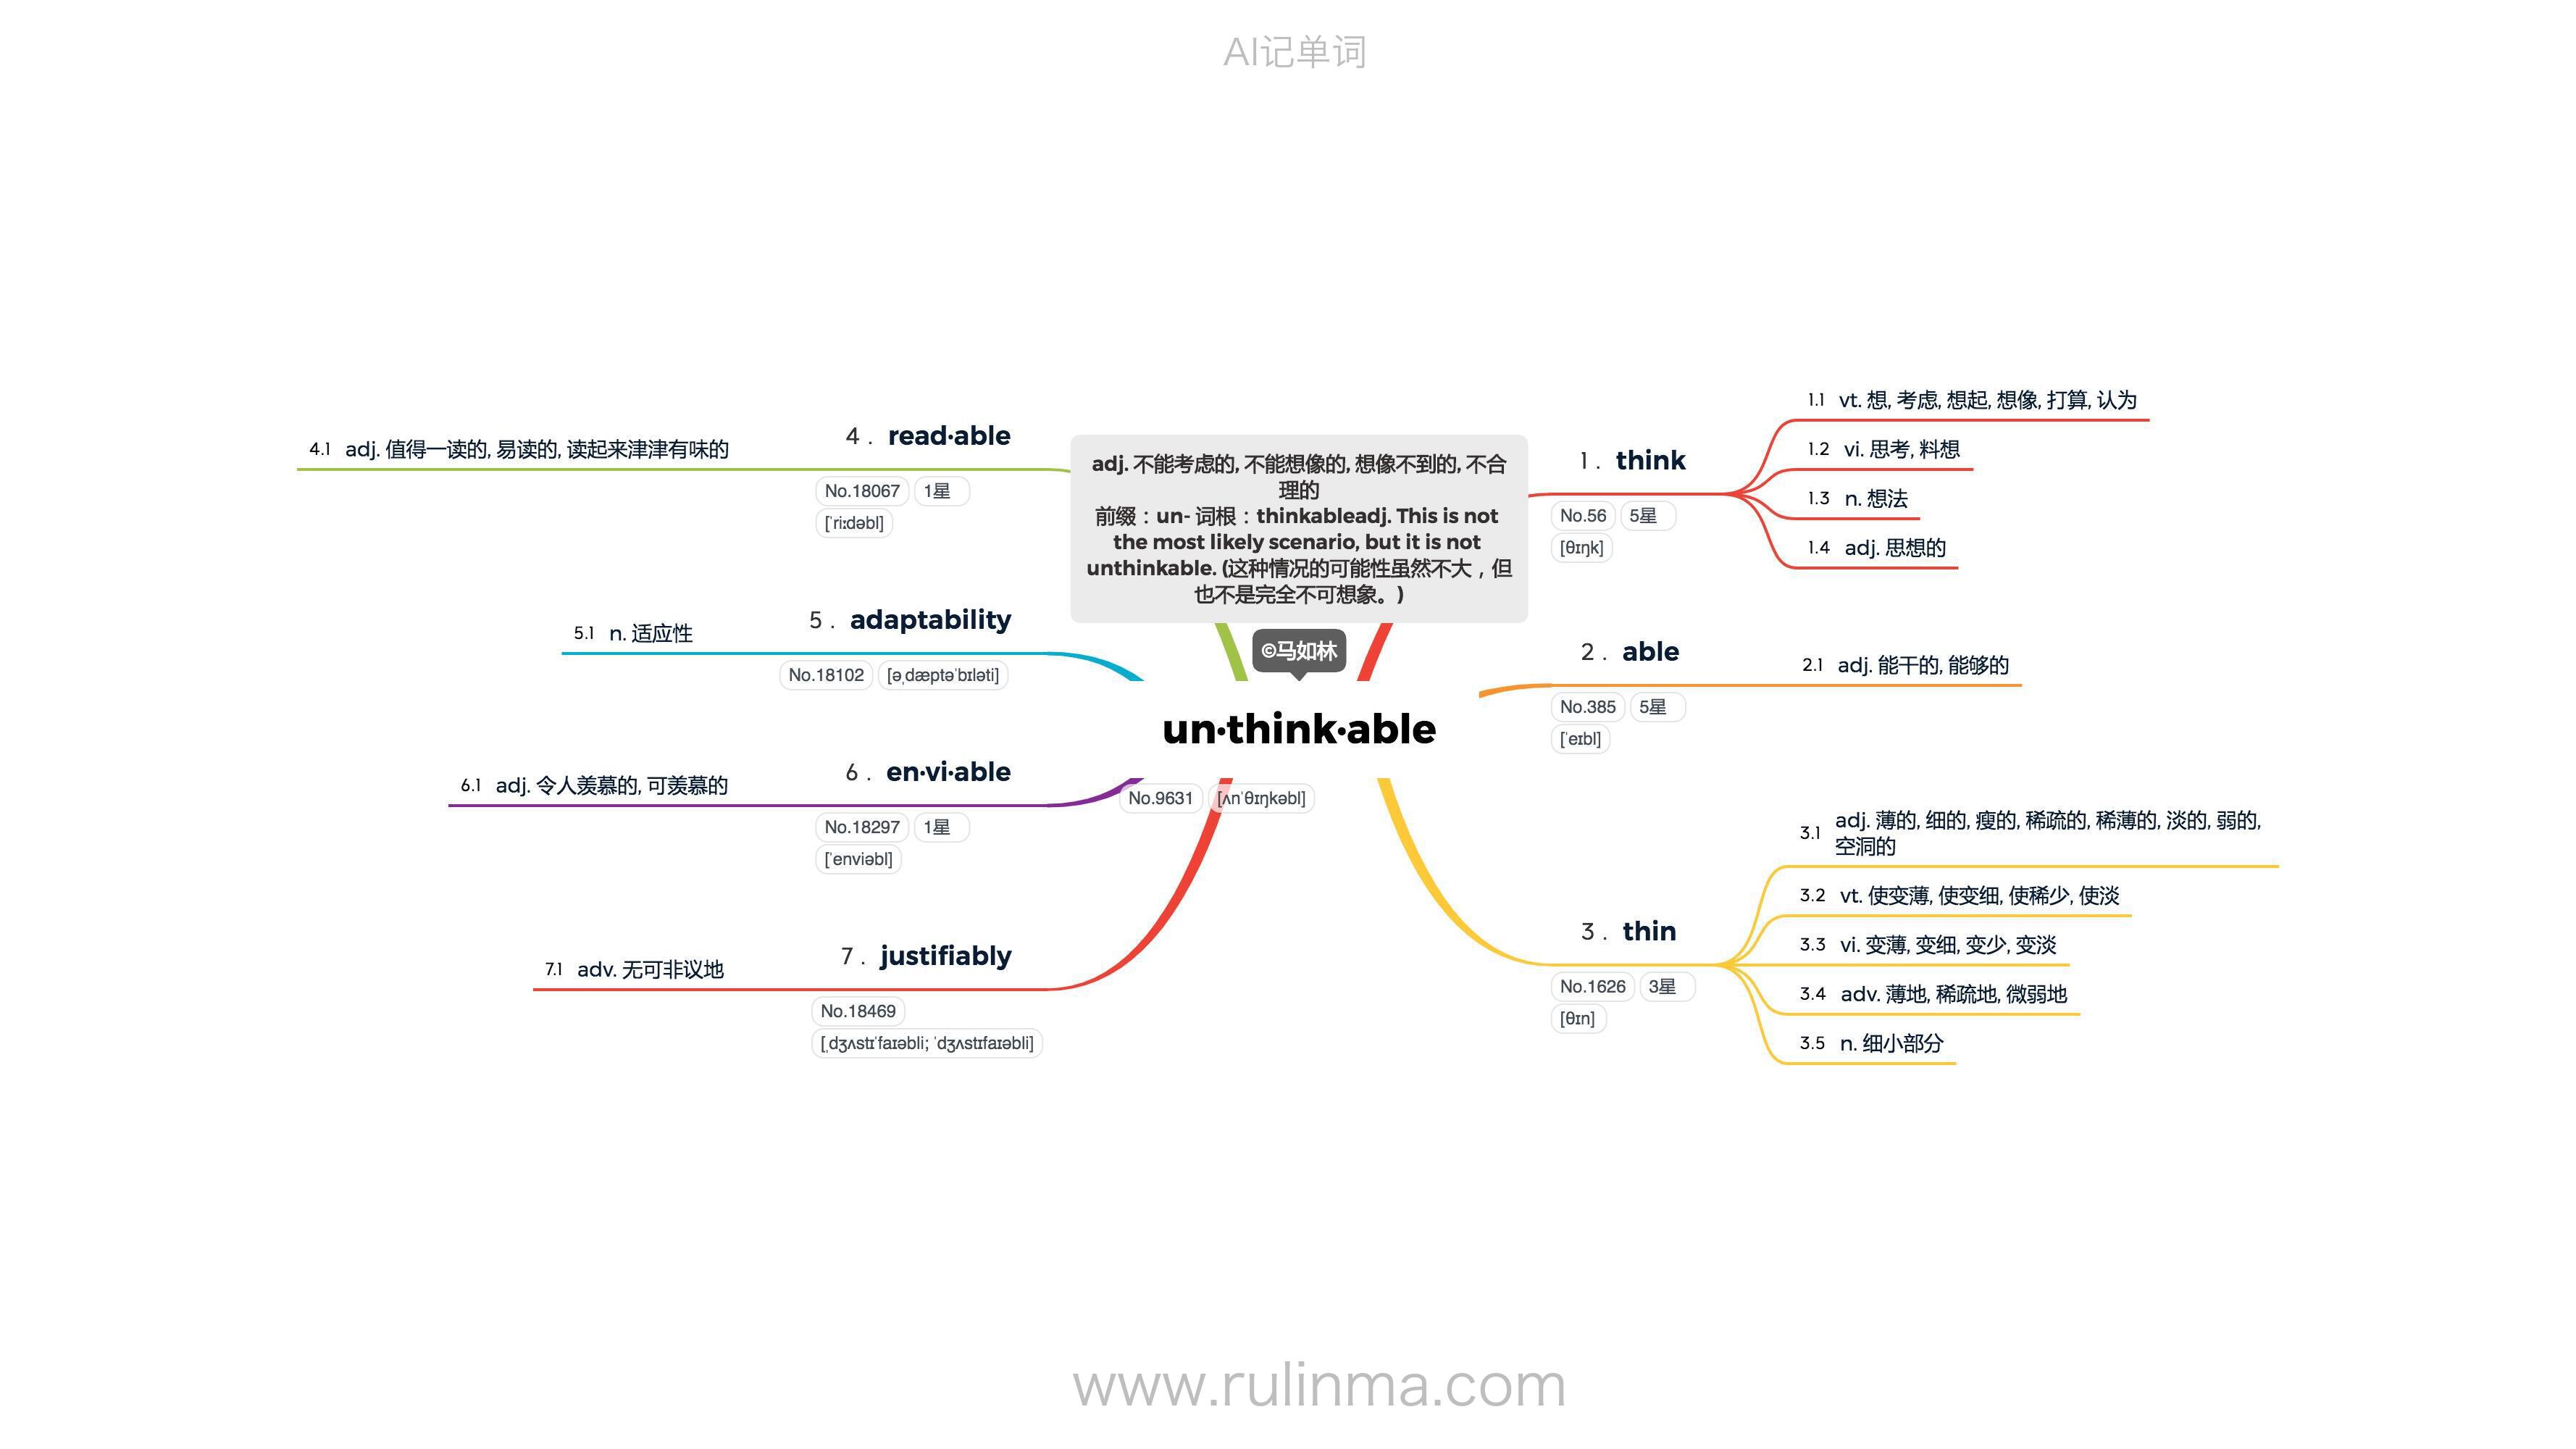 AI记单词
adj. 不能考虑的, 不能想像的, 想像不到的, 不合
理的
前缀：un- 词根：thinkableadj. This is not
the most likely scenario, but it is not
unthinkable. (这种情况的可能性虽然不大，但
也不是完全不可想象。)
©马如林
un·think·able
No.9631 [ʌnˈθɪŋkəbl]
1 . think
No.56 5星
[θɪŋk]
1.1 vt. 想, 考虑, 想起, 想像, 打算, 认为
1.2 vi. 思考, 料想
1.3 n. 想法
1.4 adj. 思想的
2 . able
No.385 5星
[ˈeɪbl]
2.1 adj. 能干的, 能够的
3 . thin
No.1626 3星
[θɪn]
3.1 adj. 薄的, 细的, 瘦的, 稀疏的, 稀薄的, 淡的, 弱的,
空洞的
3.2 vt. 使变薄, 使变细, 使稀少, 使淡
3.3 vi. 变薄, 变细, 变少, 变淡
3.4 adv. 薄地, 稀疏地, 微弱地
3.5 n. 细小部分
4 . read·able
No.18067 1星
[ˈriːdəbl]
4.1 adj. 值得一读的, 易读的, 读起来津津有味的
5 . adaptability
No.18102 [əˌdæptəˈbɪləti]
5.1 n. 适应性
6 . en·vi·able
No.18297 1星
[ˈenviəbl]
6.1 adj. 令人羡慕的, 可羡慕的
7 . justifiably
No.18469
[ˌdʒʌstɪˈfaɪəbli; ˈdʒʌstɪfaɪəbli]
7.1 adv. 无可非议地
www.rulinma.com